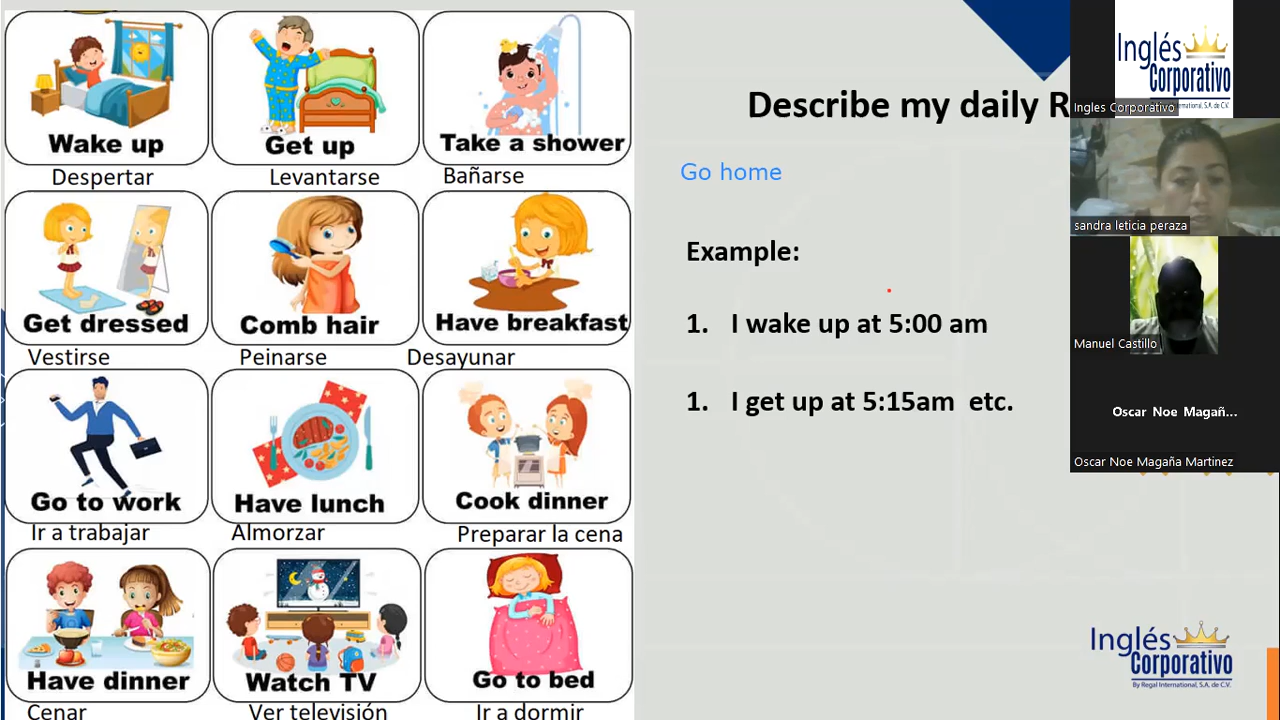 Wake up
Get up
Take a shower
Despertar
Levantarse
Bañarse
Get dressed
Comb hair
Have breakfast
Vestirse
Peinarse
Desayunar
Go to work
Have lunch
Cook dinner
Ir a trabajar
Almorzar
Preparar la cena
Have dinner
Watch TV
Go to bed
Cenar
Ver televisión
Ir a dormir
Describe my daily R
Go home
Example:
1. I wake up at 5:00 am
1. I get up at 5:15am etc.
Inglés
Corporativo
By Regal International, S.A. de C.V.
Inglés
Corporativo
International, S.A. de C.V.
Ingles Corporativo
sandra leticia peraza
Manuel Castillo
Oscar Noe Magañ...
Oscar Noe Magaña Martinez